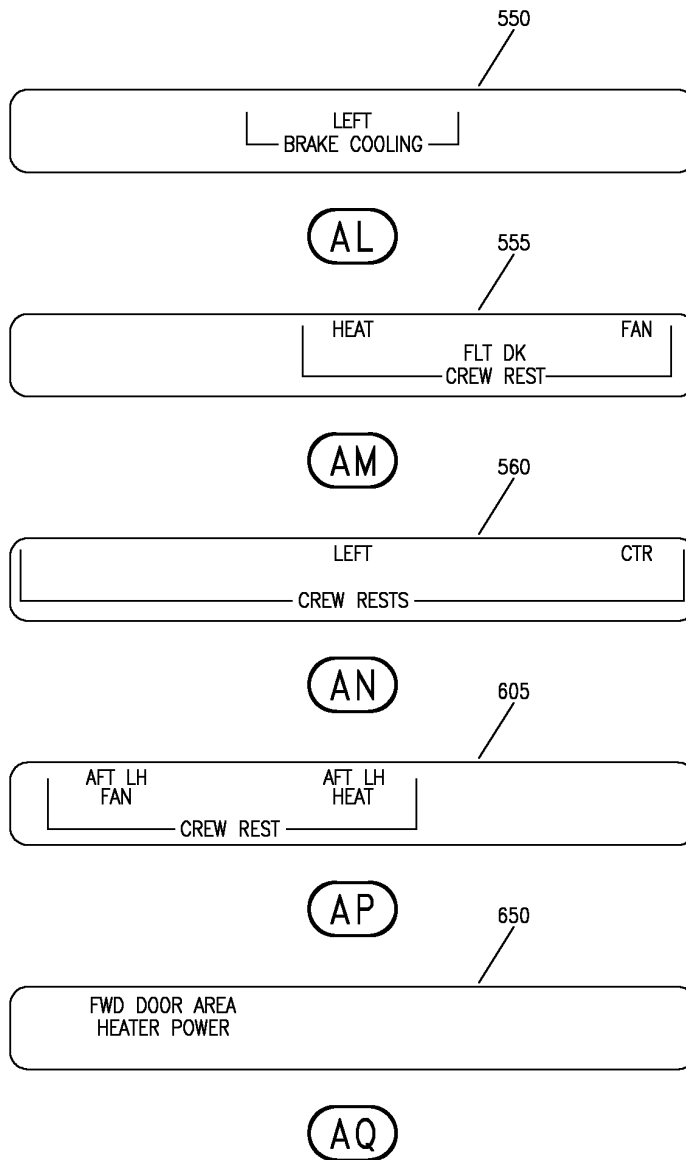 550
LEFT
BRAKE COOLING
AL
555
HEAT FAN
FLT DK
CREW REST
AM
560
LEFT CTR
CREW RESTS
AN
605
AFT LH AFT LH
FAN HEAT
CREW REST
AP
650
FWD DOOR AREA
HEATER POWER
AQ